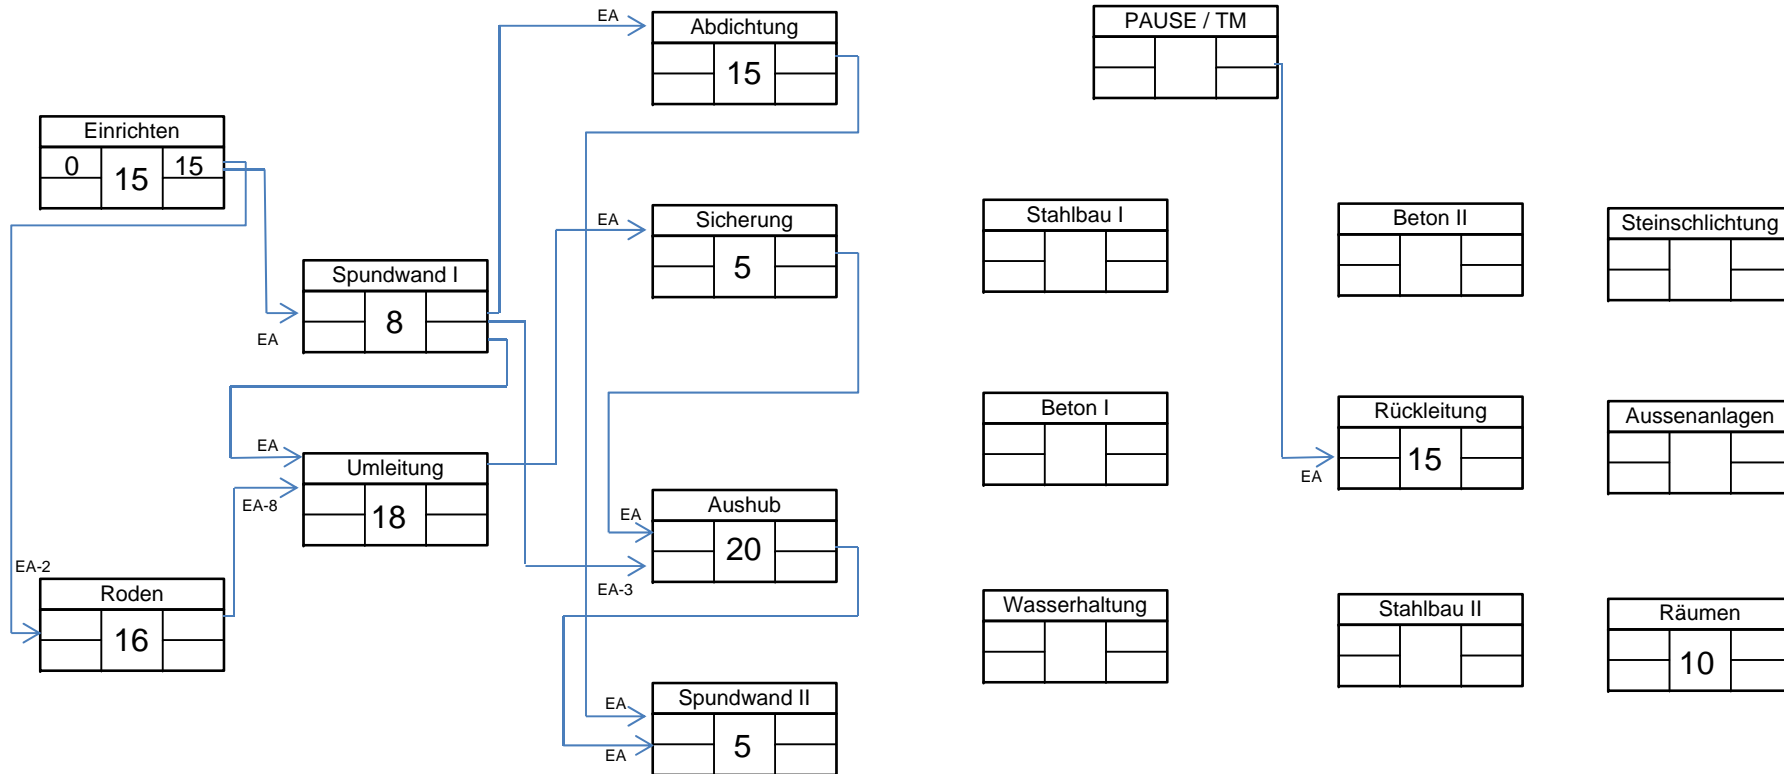 EA
Abdichtung
15
PAUSE / TM
Einrichten
0 15 15
EA
Sicherung
5
Stahlbau I
Beton II
Steinschlichtung
Spundwand I
8
EA
Beton I
Rückleitung
15
EA
Aussenanlagen
EA
Umleitung
18
EA-8
EA
Aushub
20
EA-3
EA-2
Roden
16
Wasserhaltung
Stahlbau II
Räumen
10
EA
Spundwand II
5
EA